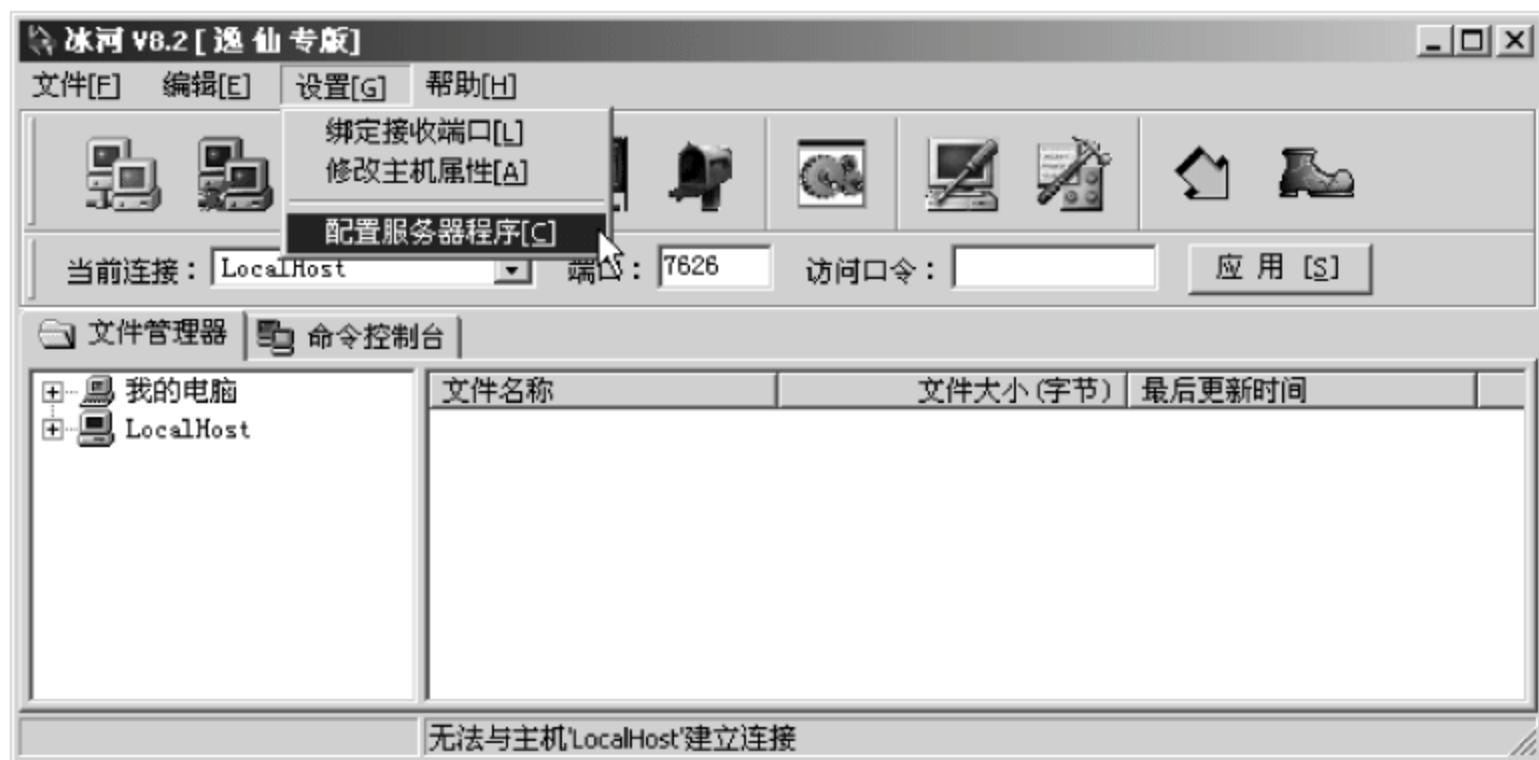 冰河 V8.2 [ 逸 仙 专版]
文件[F] 编辑[E] 设置[G] 帮助[H]
绑定接收端口[L]
修改主机属性[A]
配置服务器程序[C]
当前连接： LocalHost 端口： 7626 访问口令： 应 用 [S]
文件管理器 命令控制台
我的电脑 文件名称 文件大小(字节) 最后更新时间
LocalHost
无法与主机'LocalHost'建立连接